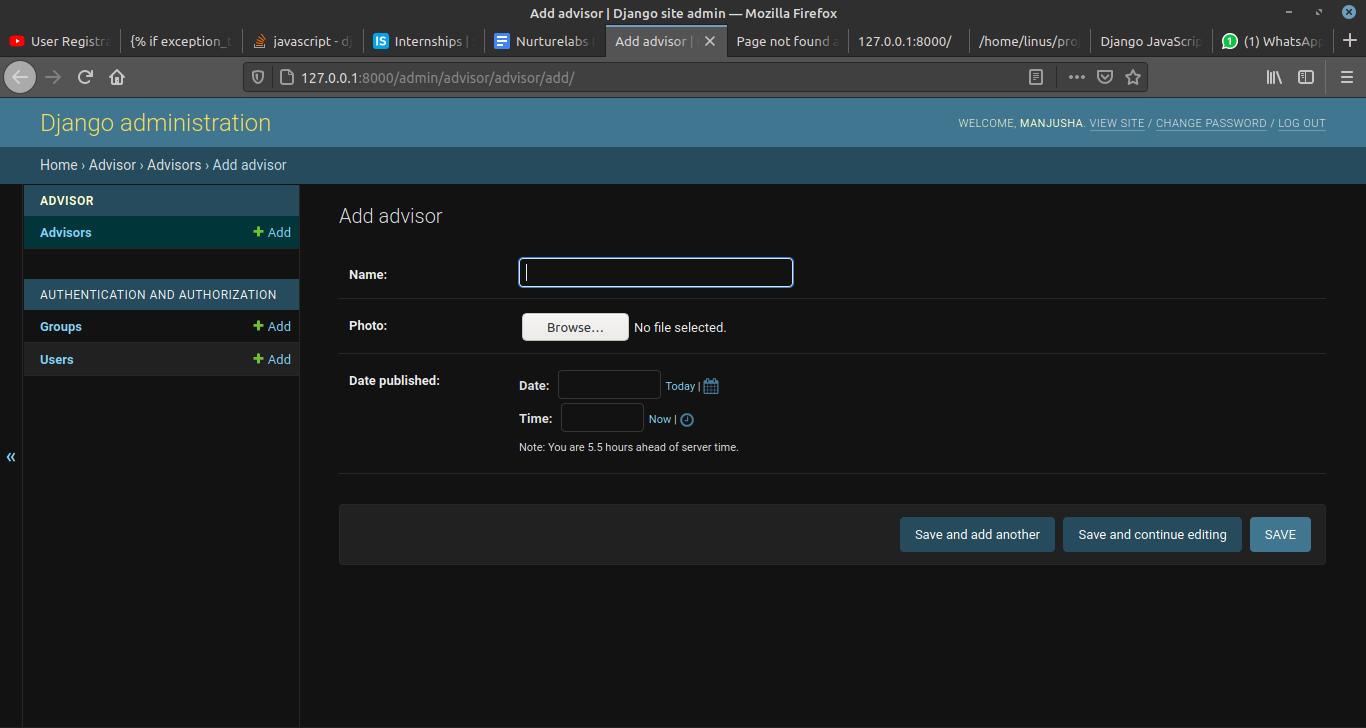 Add advisor | Django site admin — Mozilla Firefox
User Registra
{% if exception_t
javascript - dj
IS Internships |
Nurturelabs
Add advisor |
Page not found a
127.0.0.1:8000/
/home/linus/pro
Django JavaScrip
1 (1) WhatsApp
127.0.0.1:8000/admin/advisor/advisor/add/
Django administration
WELCOME, MANJUSHA. VIEW SITE / CHANGE PASSWORD / LOG OUT
Home › Advisor › Advisors › Add advisor
ADVISOR
Advisors + Add
AUTHENTICATION AND AUTHORIZATION
Groups + Add
Users + Add
«
Add advisor
Name:
Photo: Browse... No file selected.
Date published:
Date: Today |
Time: Now |
Note: You are 5.5 hours ahead of server time.
Save and add another Save and continue editing SAVE